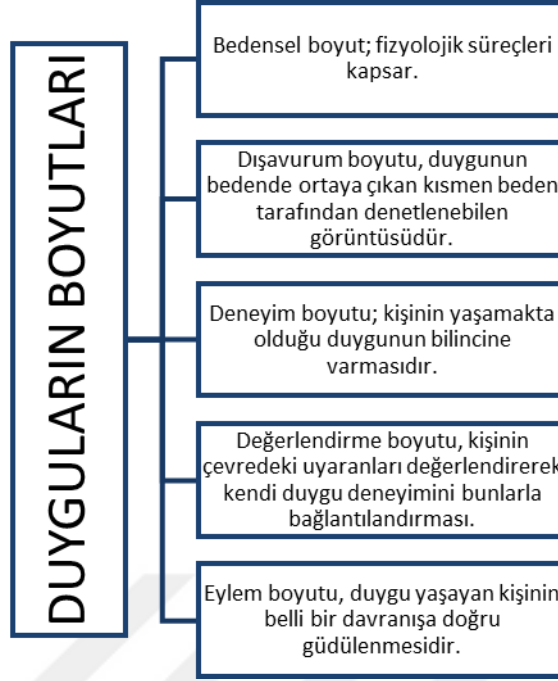 DUYGULARIN BOYUTLARI
Bedensel boyut; fizyolojik süreçleri
kapsar.
Dışavurum boyutu, duygunun
bedende ortaya çıkan kısmen beden
tarafından denetlenebilen
görüntüsüdür.
Deneyim boyutu; kişinin yaşamakta
olduğu duygunun bilincine
varmasıdır.
Değerlendirme boyutu, kişinin
çevredeki uyaranları değerlendirerek
kendi duygu deneyimini bunlarla
bağlantılandırması.
Eylem boyutu, duygu yaşayan kişinin
belli bir davranışa doğru
güdülenmesidir.